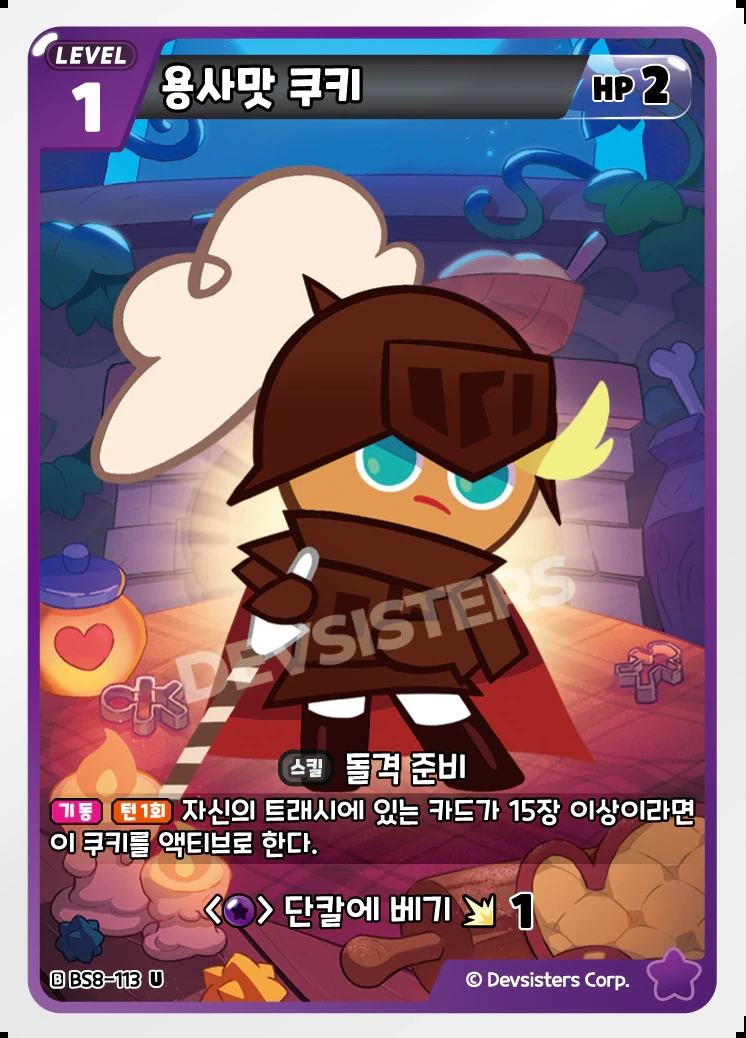 LEVEL
1
용사맛 쿠키
HP 2
DEVSISTERS
스킬 돌격 준비
기동 턴1회 자신의 트래시에 있는 카드가 15장 이상이라면
이 쿠키를 액티브로 한다.
〈★〉 단칼에 베기 1
B BS8-113 U
© Devsisters Corp.